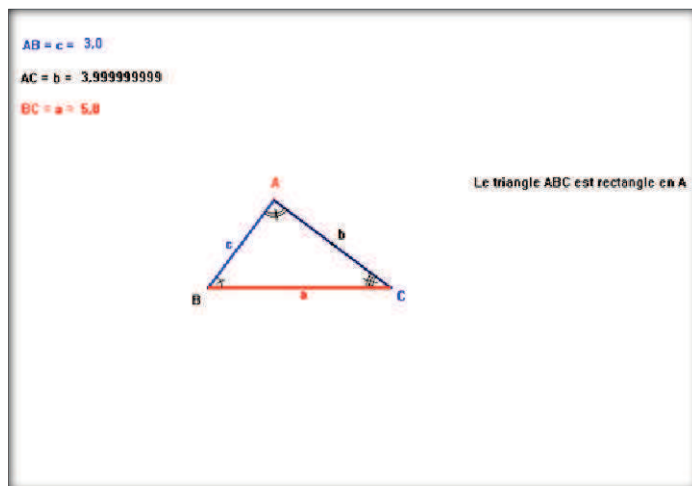 AB = c = 3,0
AC = b = 3,999999999
BC = a = 5,0
Le triangle ABC est rectangle en A
A
c
b
B
a
C